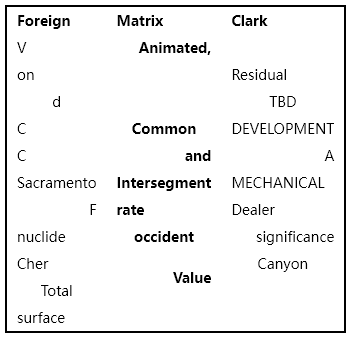 Foreign Matrix Clark
V Animated,
on Residual
d TBD
C Common DEVELOPMENT
C and A
Sacramento Intersegment MECHANICAL
F rate Dealer
nuclide occident significance
Cher Canyon
Value
Total
surface